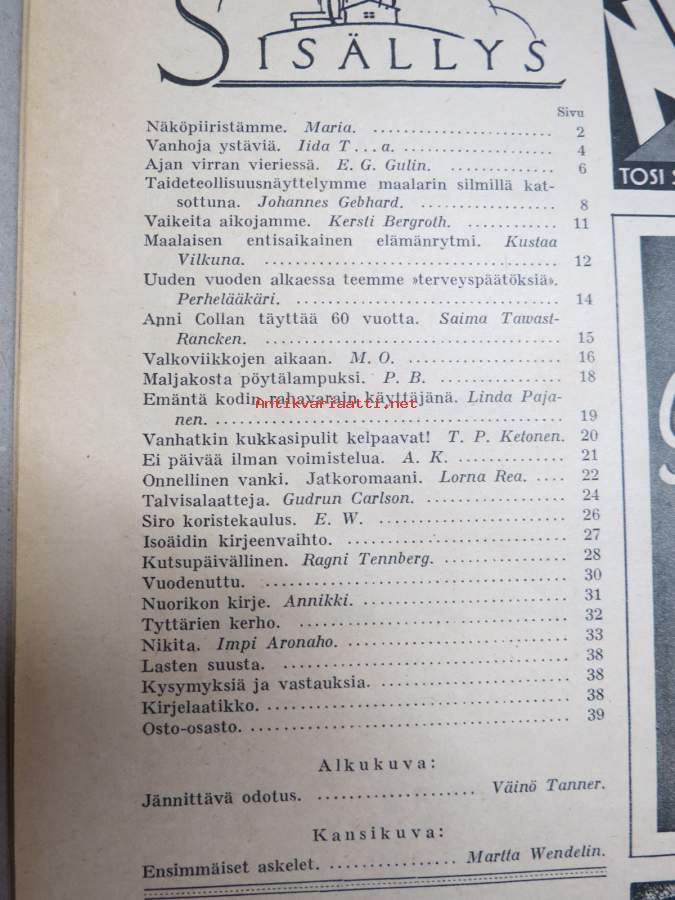 SISÄLLYS
Sivu
Näköpiiristämme. Maria. 2
Vanhoja ystäviä. Iida T...a. 4
Ajan virran vieriessä. E. G. Gulin. 6
Taideteollisuusnäyttelymme maalarin silmillä kat-
sottuna. Johannes Gebhard. 8
Vaikeita aikojamme. Kersti Bergroth. 11
Maalaisen entisaikainen elämänrytmi. Kustaa
Vilkuna. 12
Uuden vuoden alkaessa teemme »terveyspäätöksiä».
Perhelääkäri. 14
Anni Collan täyttää 60 vuotta. Saima Tawast-
Rancken. 15
Valkoviikkojen aikaan. M. O. 16
Maljakosta pöytälampuksi. P. B. 18
Emäntä kodin rahavarain käyttäjänä. Linda Paja-
Antikvariaatti.net
nen. 19
Vanhatkin kukkasipulit kelpaavat! T. P. Ketonen. 20
Ei päivää ilman voimistelua. A. K. 21
Onnellinen vanki. Jatkoromaani. Lorna Rea. 22
Talvisalaatteja. Gudrun Carlson. 24
Siro koristekaulus. E. W. 26
Isoäidin kirjeenvaihto. 27
Kutsupäivällinen. Ragni Tennberg. 28
Vuodenuttu. 30
Nuorikon kirje. Annikki. 31
Tyttärien kerho. 32
Nikita. Impi Aronaho. 33
Lasten suusta. 38
Kysymyksiä ja vastauksia. 38
Kirjelaatikko. 38
Osto-osasto. 39
Alkukuva:
Jännittävä odotus. Väinö Tanner.
Kansikuva:
Ensimmäiset askelet. Martta Wendelin.
TOSI